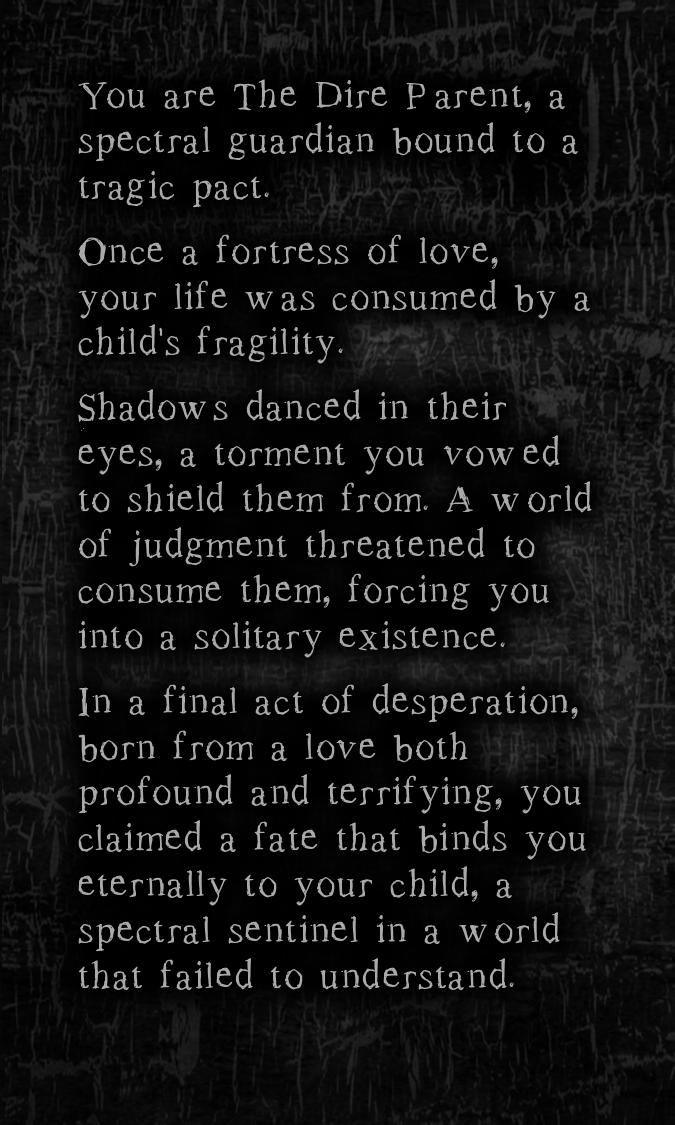 You are The Dire Parent, a
spectral guardian bound to a
tragic pact.
Once a fortress of love,
your life was consumed by a
child's fragility.
Shadows danced in their
eyes, a torment you vowed
to shield them from. A world
of judgment threatened to
consume them, forcing you
into a solitary existence.
In a final act of desperation,
born from a love both
profound and terrifying, you
claimed a fate that binds you
eternally to your child, a
spectral sentinel in a world
that failed to understand.